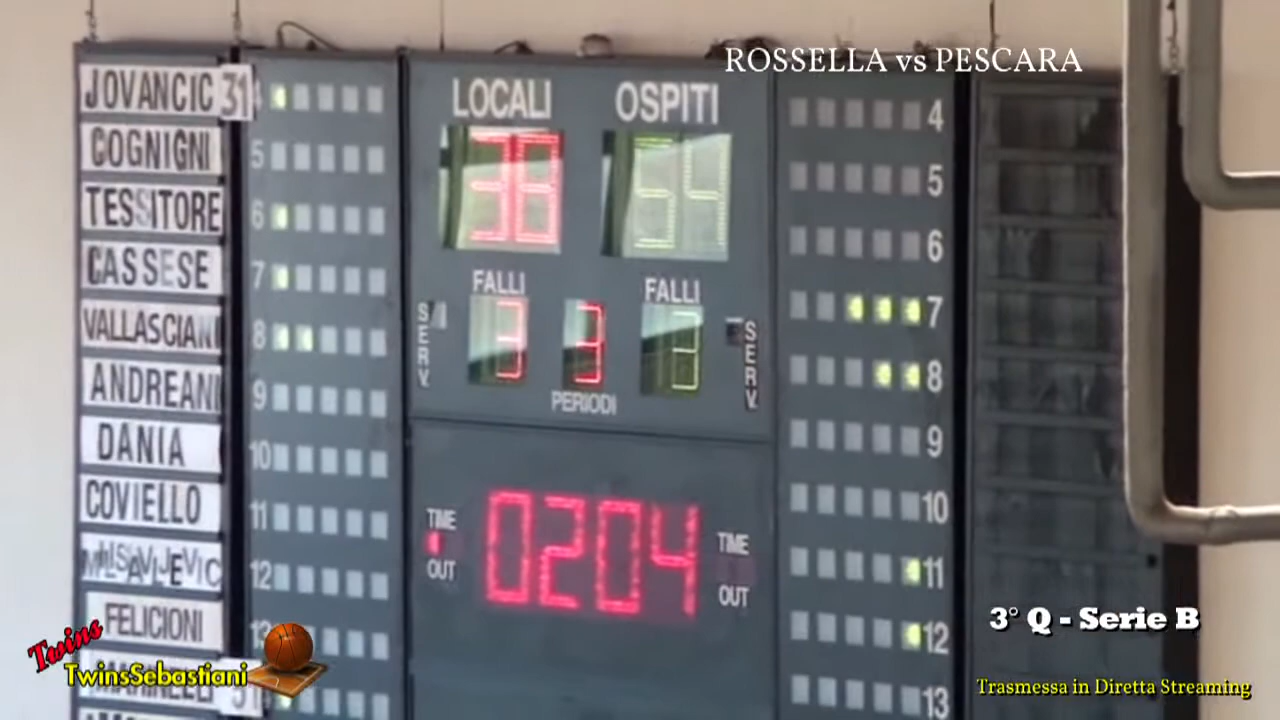 ROSSELLA vs PESCARA
JOVANCIC 31
COGNIGNI
TESSITORE
CASSESE
VALLASCIANI
ANDREANI
DANIA
COVIELLO
FELICIONI
5
6
7
8
9
10
11
12
13
LOCALI OSPITI
38 54
FALLI FALLI
SERV. 3 3 3 SERV.
PERIODI
TIME OUT 0204 TIME OUT
4
5
6
7
8
9
10
11
12
13
3° Q - Serie B
Twins
TwinsSebastiani
Trasmessa in Diretta Streaming